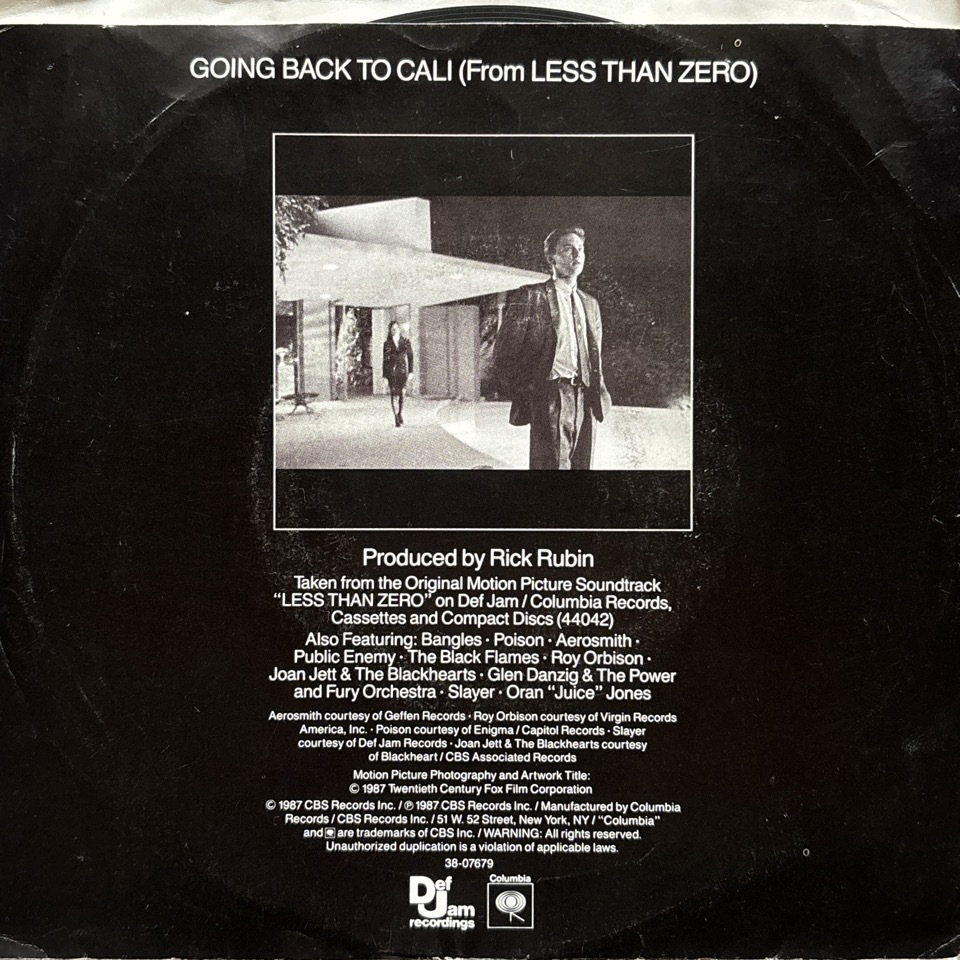 GOING BACK TO CALI (From LESS THAN ZERO)
Produced by Rick Rubin
Taken from the Original Motion Picture Soundtrack
“LESS THAN ZERO” on Def Jam / Columbia Records,
Cassettes and Compact Discs (44042)
Also Featuring: Bangles · Poison · Aerosmith ·
Public Enemy · The Black Flames · Roy Orbison ·
Joan Jett & The Blackhearts · Glen Danzig & The Power
and Fury Orchestra · Slayer · Oran “Juice” Jones
Aerosmith courtesy of Geffen Records · Roy Orbison courtesy of Virgin Records
America, Inc. · Poison courtesy of Enigma / Capitol Records · Slayer
courtesy of Def Jam Records · Joan Jett & The Blackhearts courtesy
of Blackheart / CBS Associated Records
Motion Picture Photography and Artwork Title:
© 1987 Twentieth Century Fox Film Corporation
© 1987 CBS Records Inc. / ℗ 1987 CBS Records Inc. / Manufactured by Columbia
Records / CBS Records Inc. / 51 W. 52 Street, New York, NY / “Columbia”
and are trademarks of CBS Inc. / WARNING: All rights reserved.
Unauthorized duplication is a violation of applicable laws.
38-07679
Def Jam
recordings
Columbia